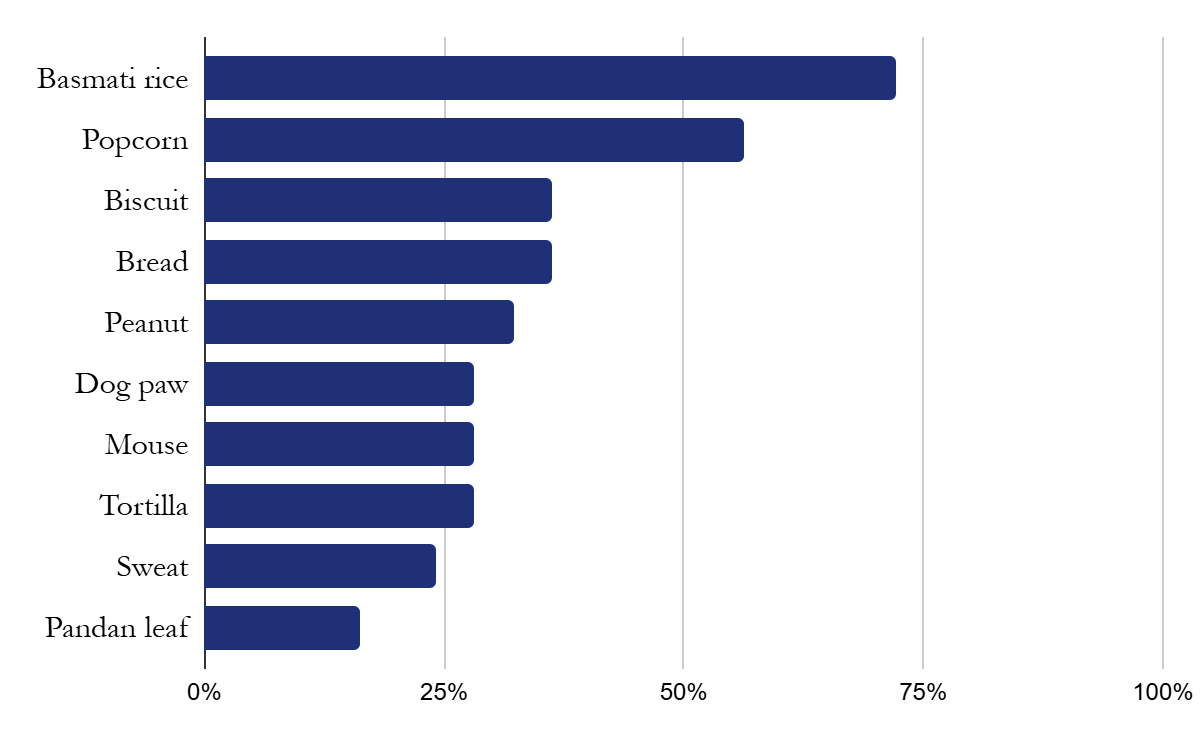 Basmati rice
Popcorn
Biscuit
Bread
Peanut
Dog paw
Mouse
Tortilla
Sweat
Pandan leaf
0% 25% 50% 75% 100%